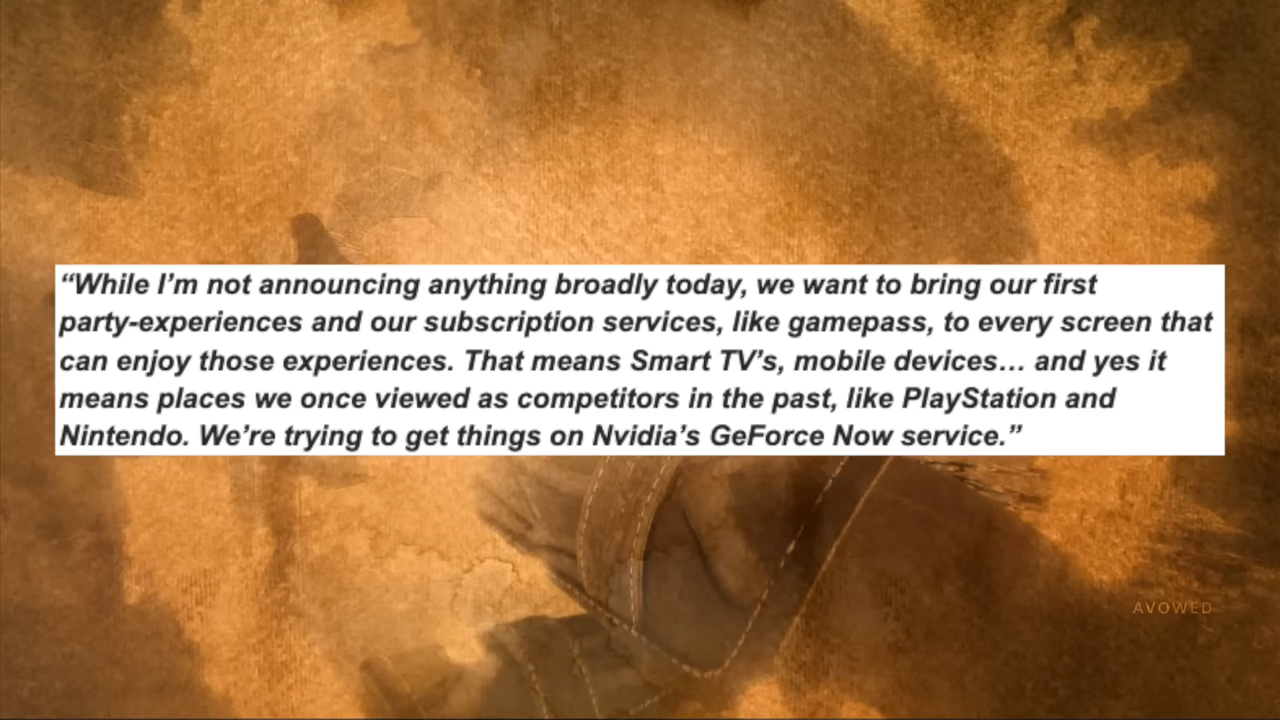 “While I’m not announcing anything broadly today, we want to bring our first
party-experiences and our subscription services, like gamepass, to every screen that
can enjoy those experiences. That means Smart TV’s, mobile devices… and yes it
means places we once viewed as competitors in the past, like PlayStation and
Nintendo. We’re trying to get things on Nvidia’s GeForce Now service.”
AVOWED